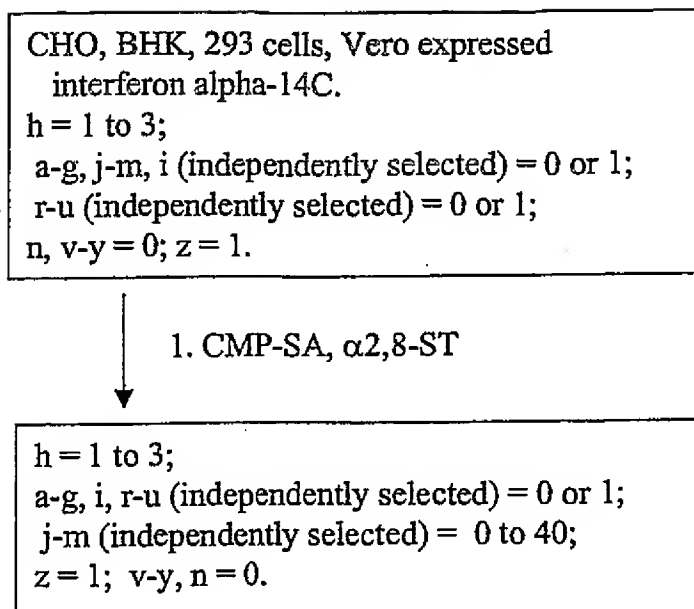 CHO, BHK, 293 cells, Vero expressed
interferon alpha-14C.
h = 1 to 3;
a-g, j-m, i (independently selected) = 0 or 1;
r-u (independently selected) = 0 or 1;
n, v-y = 0; z = 1.
1. CMP-SA, α2,8-ST
h = 1 to 3;
a-g, i, r-u (independently selected) = 0 or 1;
j-m (independently selected) = 0 to 40;
z = 1; v-y, n = 0.